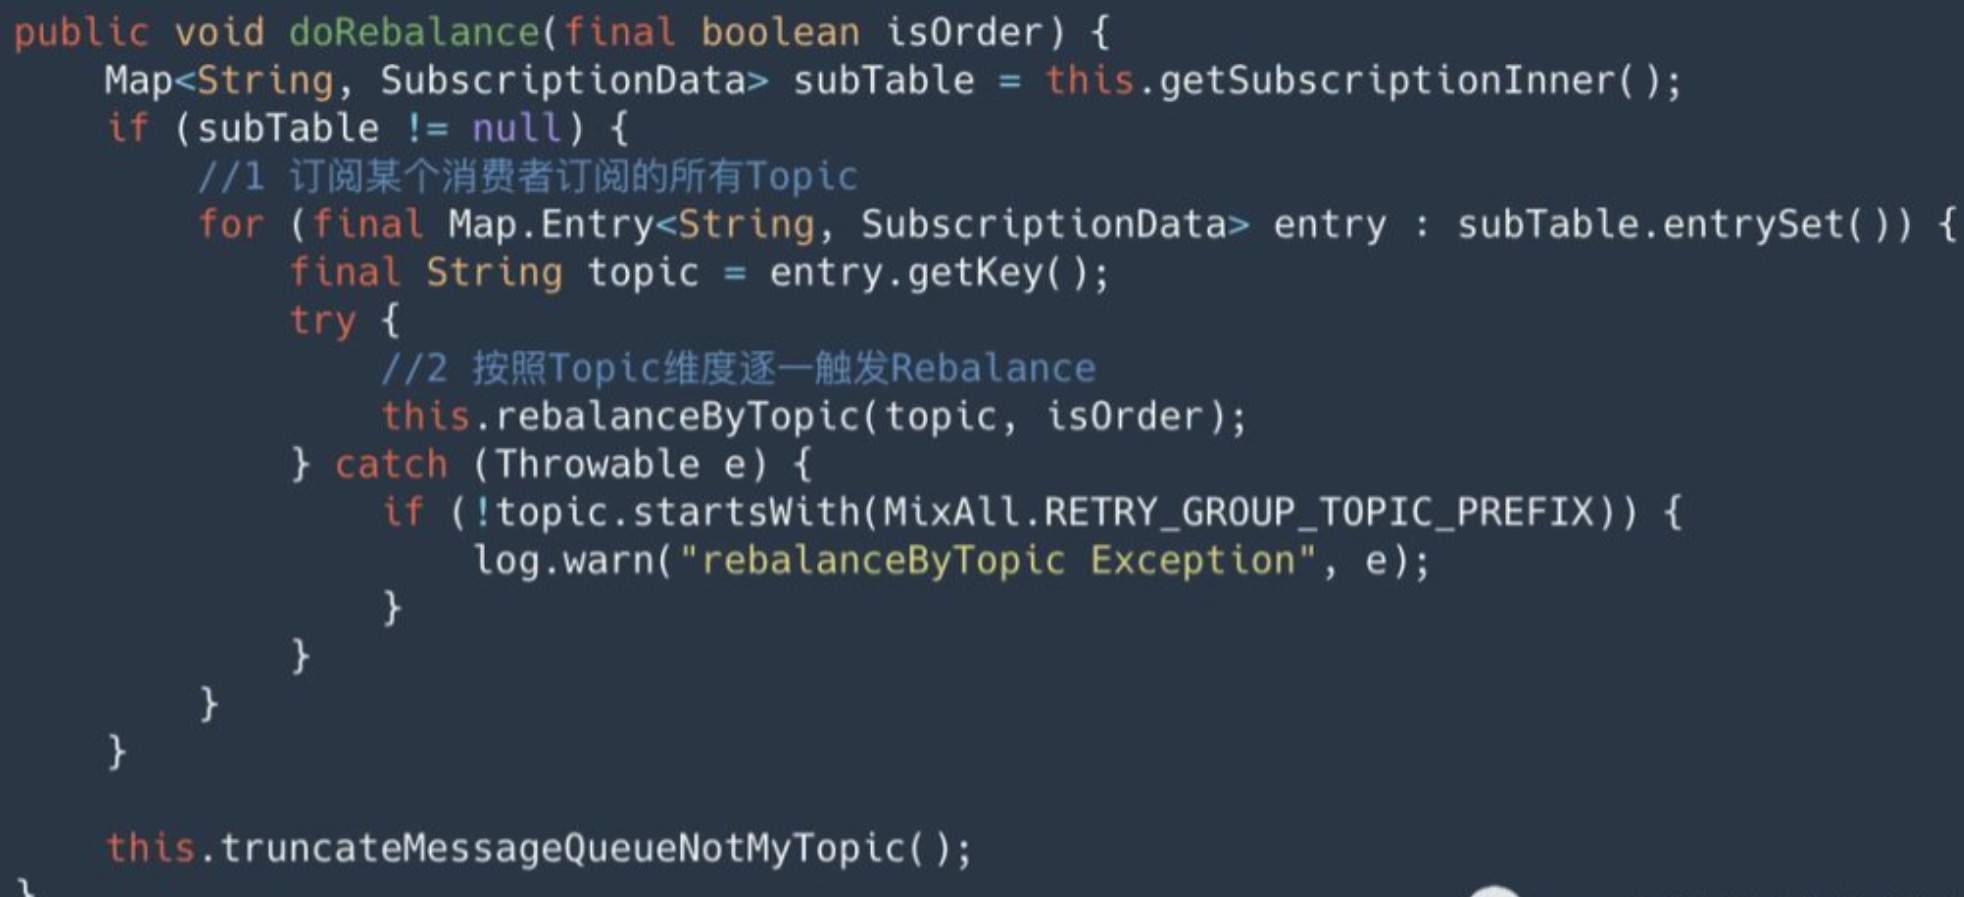 public void doRebalance(final boolean isOrder) {
    Map<String, SubscriptionData> subTable = this.getSubscriptionInner();
    if (subTable != null) {
        //1 订阅某个消费者订阅的所有Topic
        for (final Map.Entry<String, SubscriptionData> entry : subTable.entrySet()) {
            final String topic = entry.getKey();
            try {
                //2 按照Topic维度逐一触发Rebalance
                this.rebalanceByTopic(topic, isOrder);
            } catch (Throwable e) {
                if (!topic.startsWith(MixAll.RETRY_GROUP_TOPIC_PREFIX)) {
                    log.warn("rebalanceByTopic Exception", e);
                }
            }
        }
    }
    this.truncateMessageQueueNotMyTopic();
}